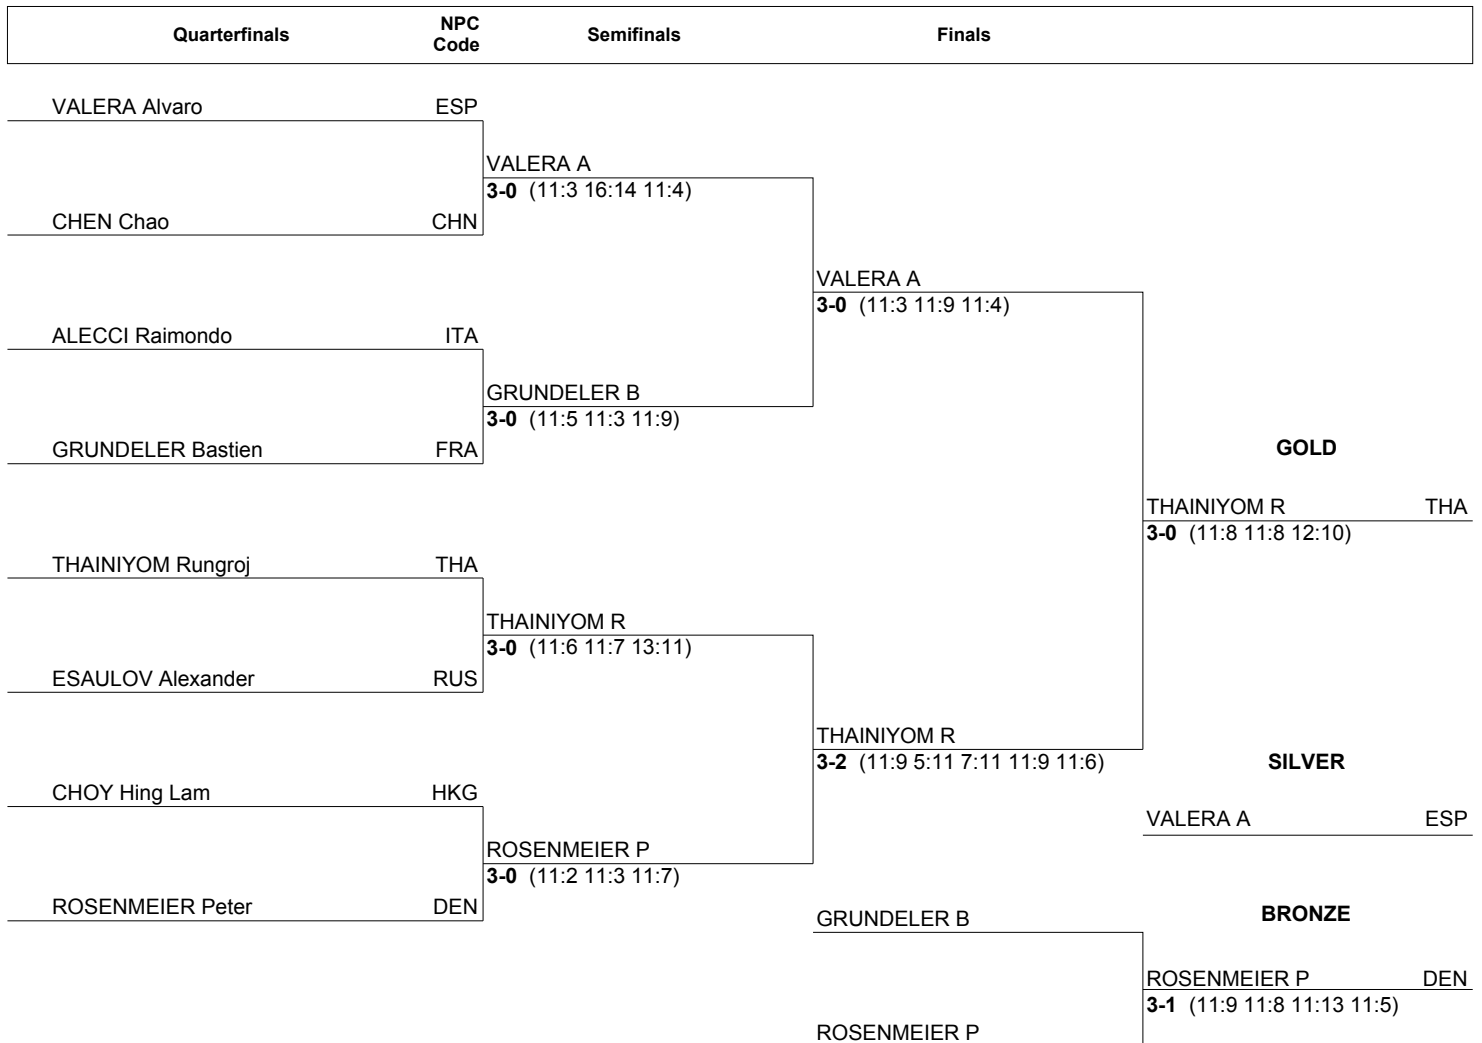 Quarterfinals NPC Code Semifinals Finals
VALERA Alvaro ESP
VALERA A
3-0 (11:3 16:14 11:4)
CHEN Chao CHN
VALERA A
3-0 (11:3 11:9 11:4)
ALECCI Raimondo ITA
GRUNDELER B
3-0 (11:5 11:3 11:9)
GRUNDELER Bastien FRA
GOLD
THAINIYOM R THA
3-0 (11:8 11:8 12:10)
THAINIYOM Rungroj THA
THAINIYOM R
3-0 (11:6 11:7 13:11)
ESAULOV Alexander RUS
THAINIYOM R
3-2 (11:9 5:11 7:11 11:9 11:6)
SILVER
CHOY Hing Lam HKG
VALERA A ESP
ROSENMEIER P
3-0 (11:2 11:3 11:7)
ROSENMEIER Peter DEN
GRUNDELER B
BRONZE
ROSENMEIER P DEN
3-1 (11:9 11:8 11:13 11:5)
ROSENMEIER P